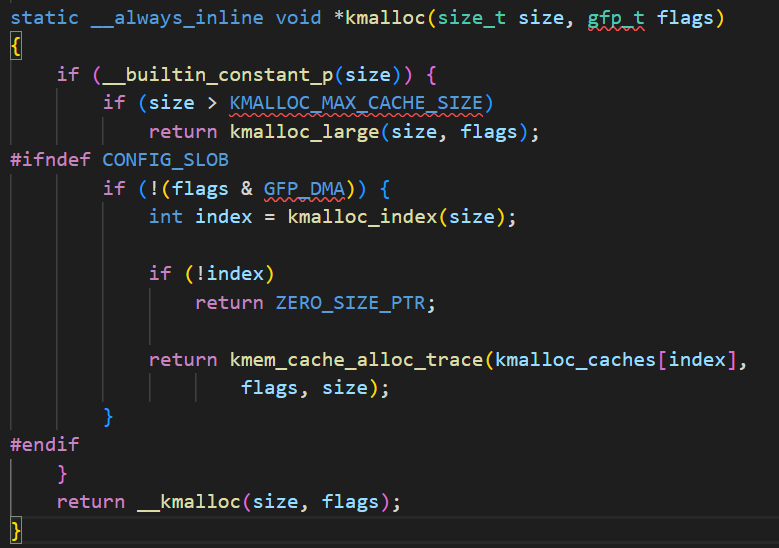 static __always_inline void *kmalloc(size_t size, gfp_t flags)
{
    if (__builtin_constant_p(size)) {
        if (size > KMALLOC_MAX_CACHE_SIZE)
            return kmalloc_large(size, flags);
#ifndef CONFIG_SLOB
        if (!(flags & GFP_DMA)) {
            int index = kmalloc_index(size);

            if (!index)
                return ZERO_SIZE_PTR;

            return kmem_cache_alloc_trace(kmalloc_caches[index],
                    flags, size);
        }
#endif
    }
    return __kmalloc(size, flags);
}